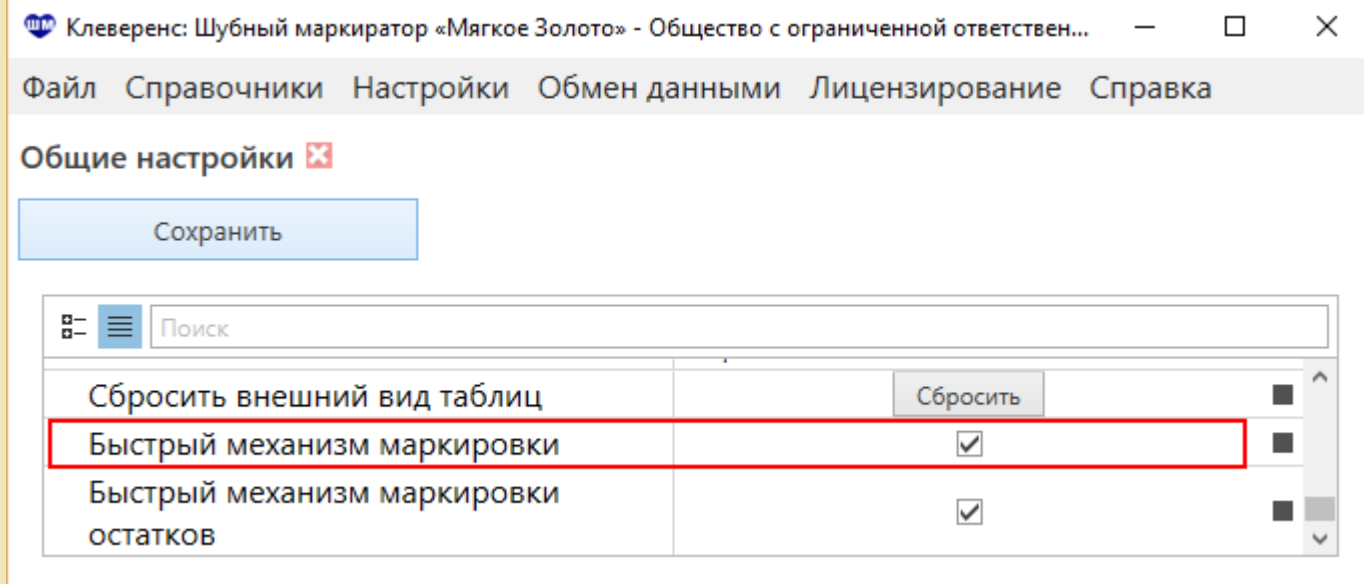 ШМ Клеверенс: Шубный маркиратор «Мягкое Золото» - Общество с ограниченной ответствен...
Файл Справочники Настройки Обмен данными Лицензирование Справка
Общие настройки
Сохранить
Поиск
Сбросить внешний вид таблиц Сбросить
Быстрый механизм маркировки
Быстрый механизм маркировки
остатков